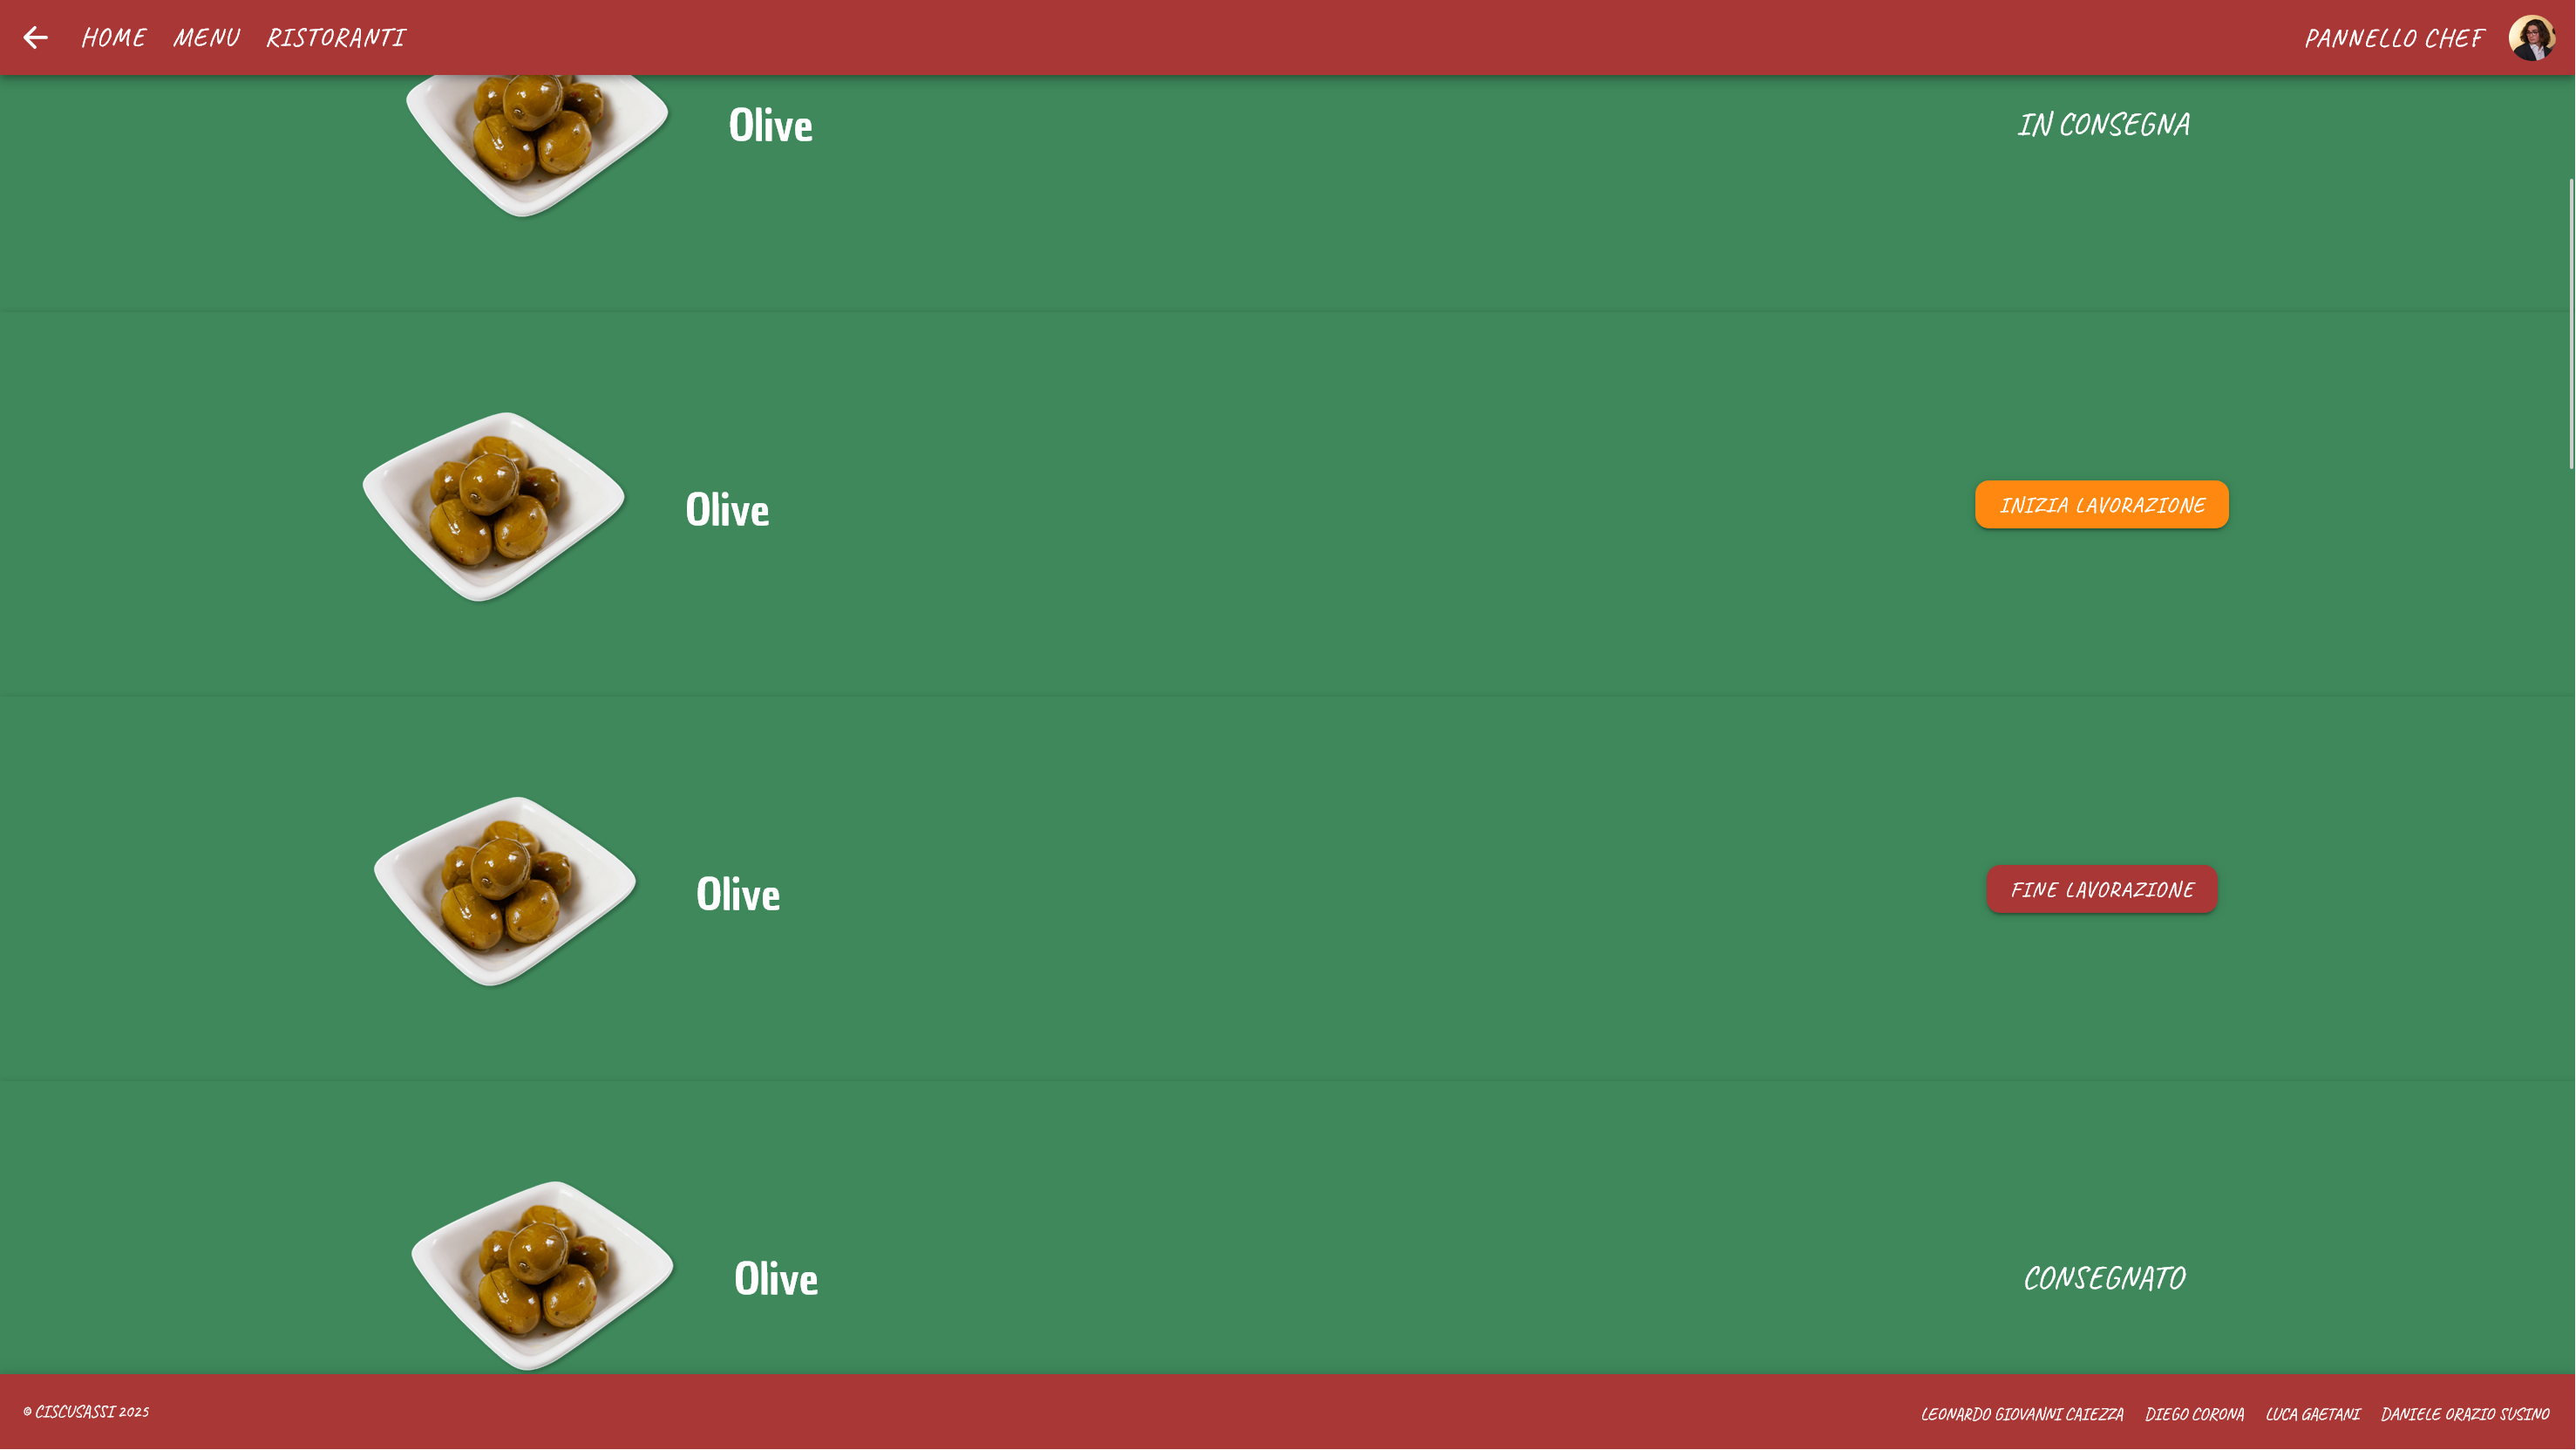 HOME MENU RISTORANTI PANNELLO CHEF
Olive IN CONSEGNA
Olive INIZIA LAVORAZIONE
Olive FINE LAVORAZIONE
Olive CONSEGNATO
© CISCUSASSI 2025 LEONARDO GIOVANNI CAIEZZA DIEGO CORONA LUCA GAETANI DANIELE ORAZIO SUSINO